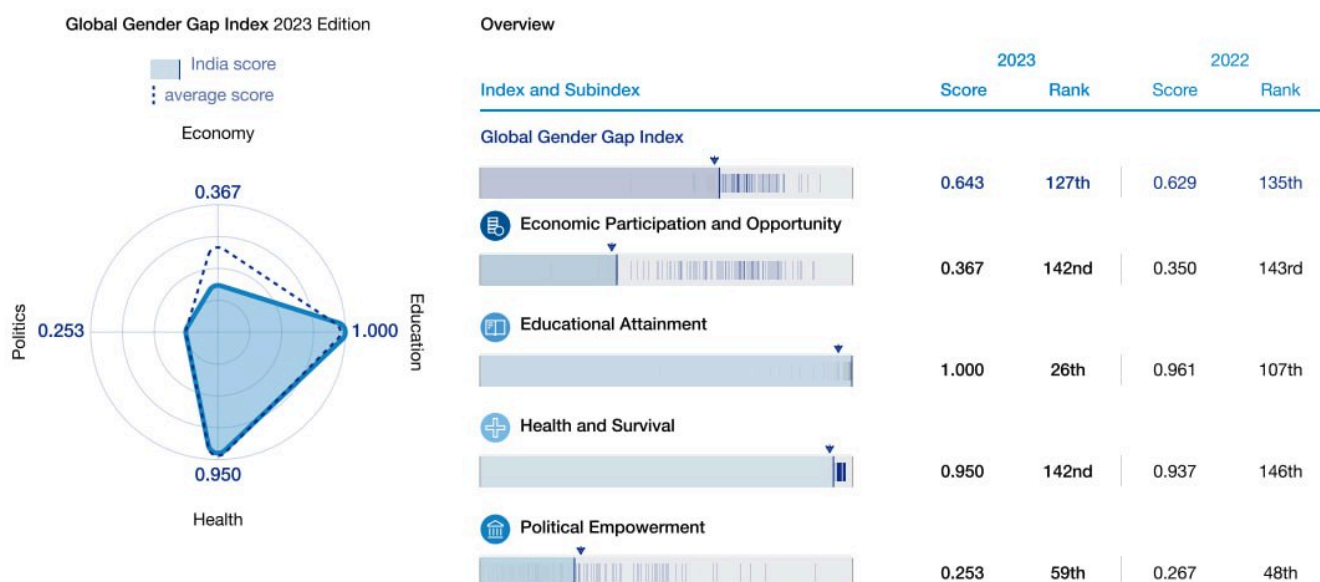 Global Gender Gap Index 2023 Edition
India score
average score
Economy
0.367
Politics
0.253
1.000
Education
0.950
Health
Overview
2023 2022
Index and Subindex Score Rank Score Rank
Global Gender Gap Index
0.643 127th 0.629 135th
Economic Participation and Opportunity
0.367 142nd 0.350 143rd
Educational Attainment
1.000 26th 0.961 107th
Health and Survival
0.950 142nd 0.937 146th
Political Empowerment
0.253 59th 0.267 48th